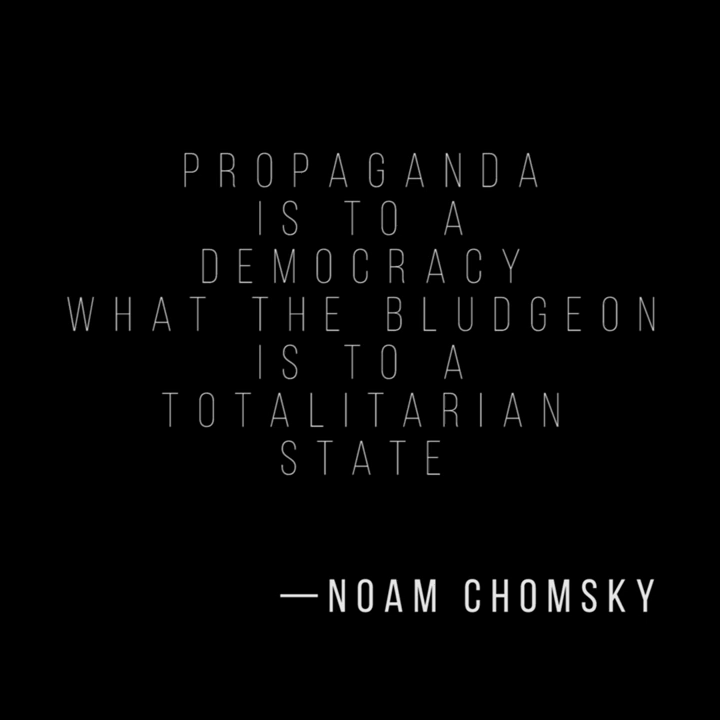 PROPAGANDA
IS TO A
DEMOCRACY
WHAT THE BLUDGEON
IS TO A
TOTALITARIAN
STATE
—NOAM CHOMSKY